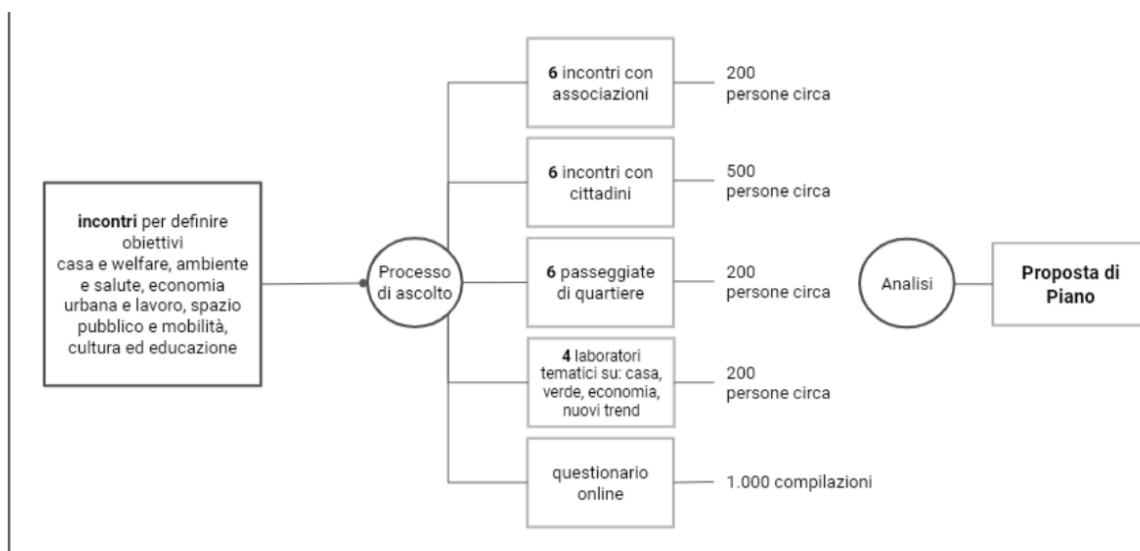 incontri per definire
obiettivi
casa e welfare, ambiente
e salute, economia
urbana e lavoro, spazio
pubblico e mobilità,
cultura ed educazione
Processo
di ascolto
6 incontri con
associazioni
200
persone circa
6 incontri con
cittadini
500
persone circa
6 passeggiate
di quartiere
200
persone circa
4 laboratori
tematici su: casa,
verde, economia,
nuovi trend
200
persone circa
questionario
online
1.000 compilazioni
Analisi
Proposta di
Piano